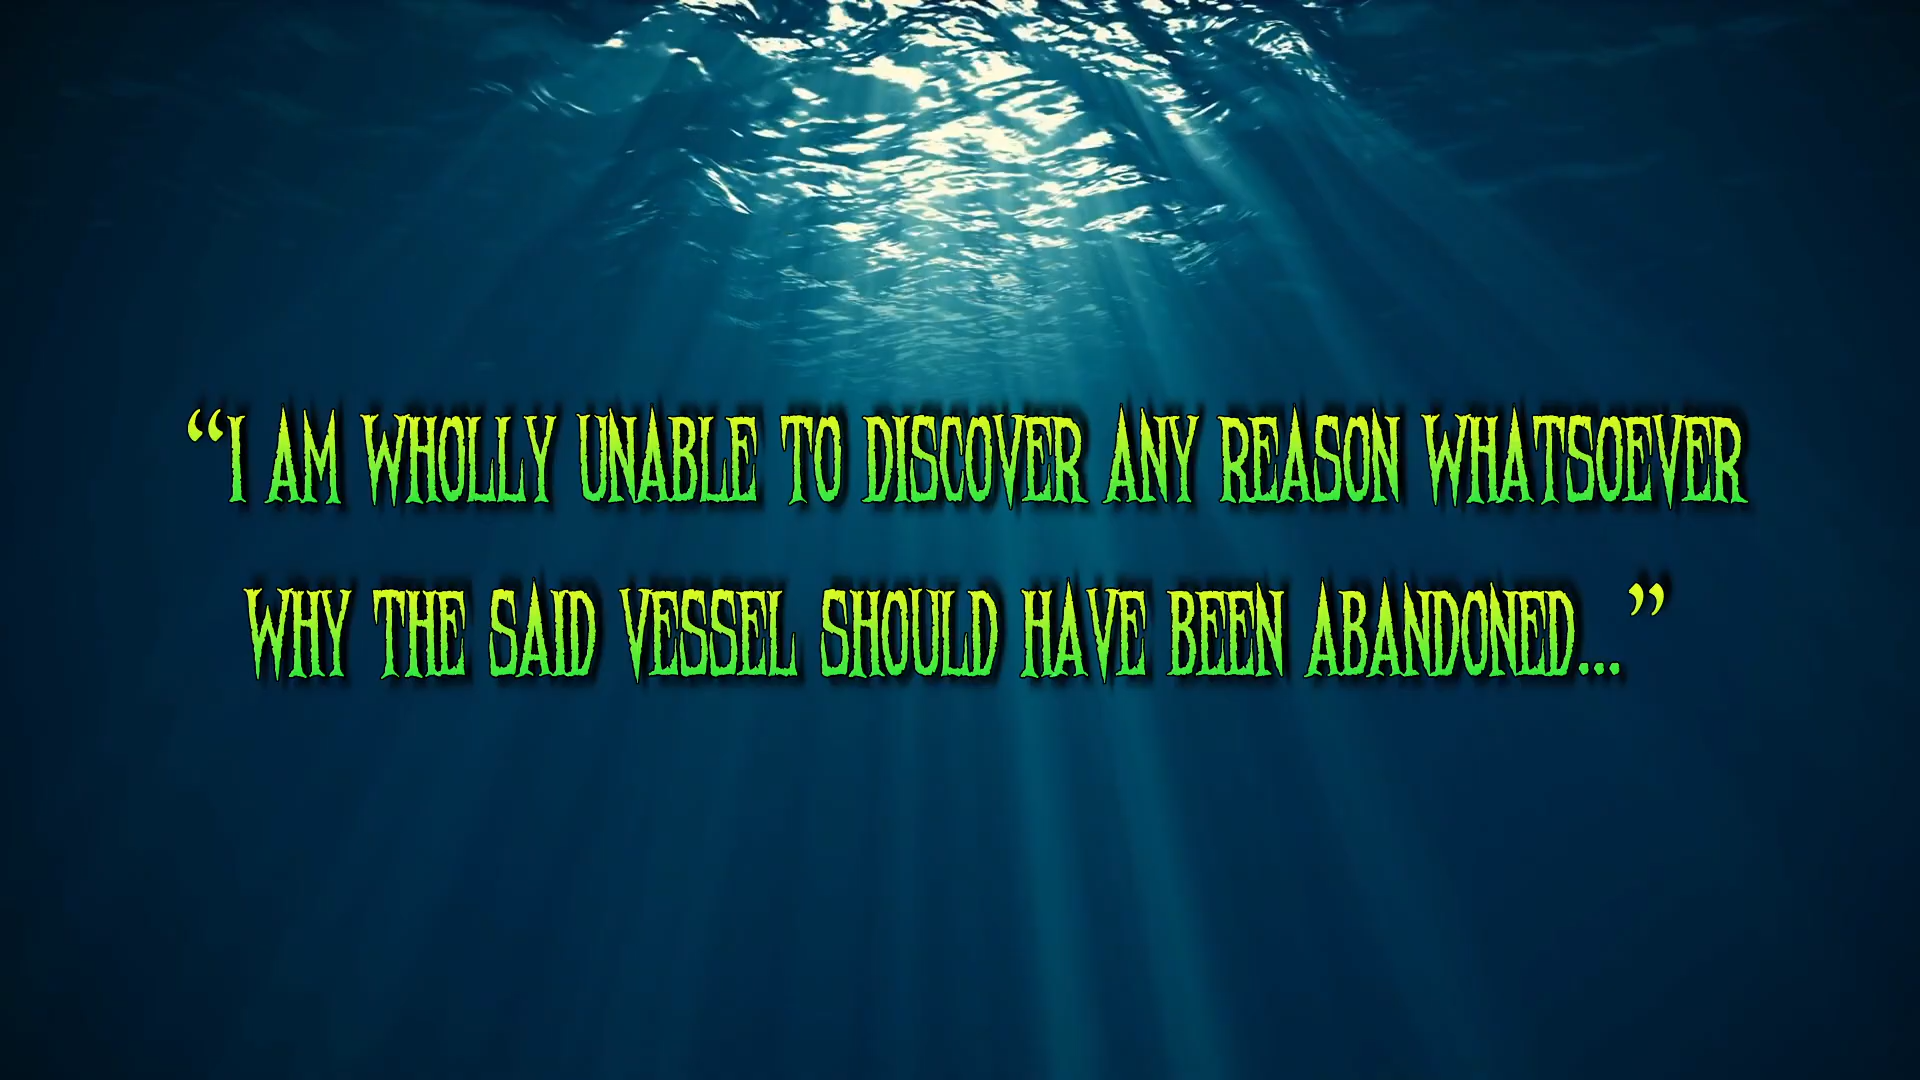 “I AM WHOLLY UNABLE TO DISCOVER ANY REASON WHATSOEVER
WHY THE SAID VESSEL SHOULD HAVE BEEN ABANDONED...”